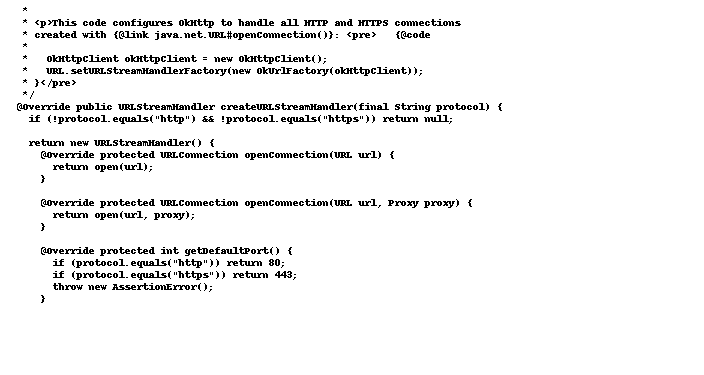 *
 * <p>This code configures OkHttp to handle all HTTP and HTTPS connections
 * created with {@link java.net.URL#openConnection()}: <pre>   {@code
 *
 *   OkHttpClient okHttpClient = new OkHttpClient();
 *   URL.setURLStreamHandlerFactory(new OkUrlFactory(okHttpClient));
 * }</pre>
 */
@Override public URLStreamHandler createURLStreamHandler(final String protocol) {
  if (!protocol.equals("http") && !protocol.equals("https")) return null;

  return new URLStreamHandler() {
    @Override protected URLConnection openConnection(URL url) {
      return open(url);
    }

    @Override protected URLConnection openConnection(URL url, Proxy proxy) {
      return open(url, proxy);
    }

    @Override protected int getDefaultPort() {
      if (protocol.equals("http")) return 80;
      if (protocol.equals("https")) return 443;
      throw new AssertionError();
    }